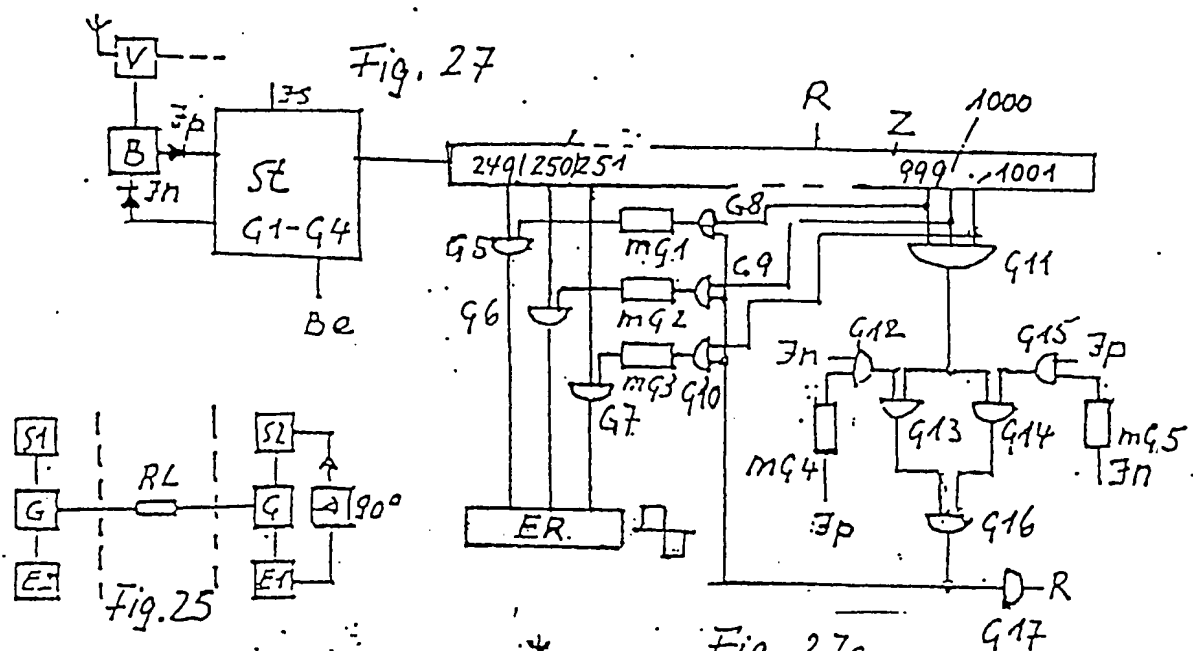 Fig. 27
V
Js
R
Z
1000
Jp
B
St
249/250/251
999
1001
Jn
G1-G4
G8
G5
mG1
G11
G9
Be
G6
mG2
G12
G15
Jn
Jp
mG3
G10
G7
G13
G14
S1
S2
mG4
mG5
RL
Jn
G
G
90°
ER.
Jp
G16
E2
E1
Fig.25
R
G17